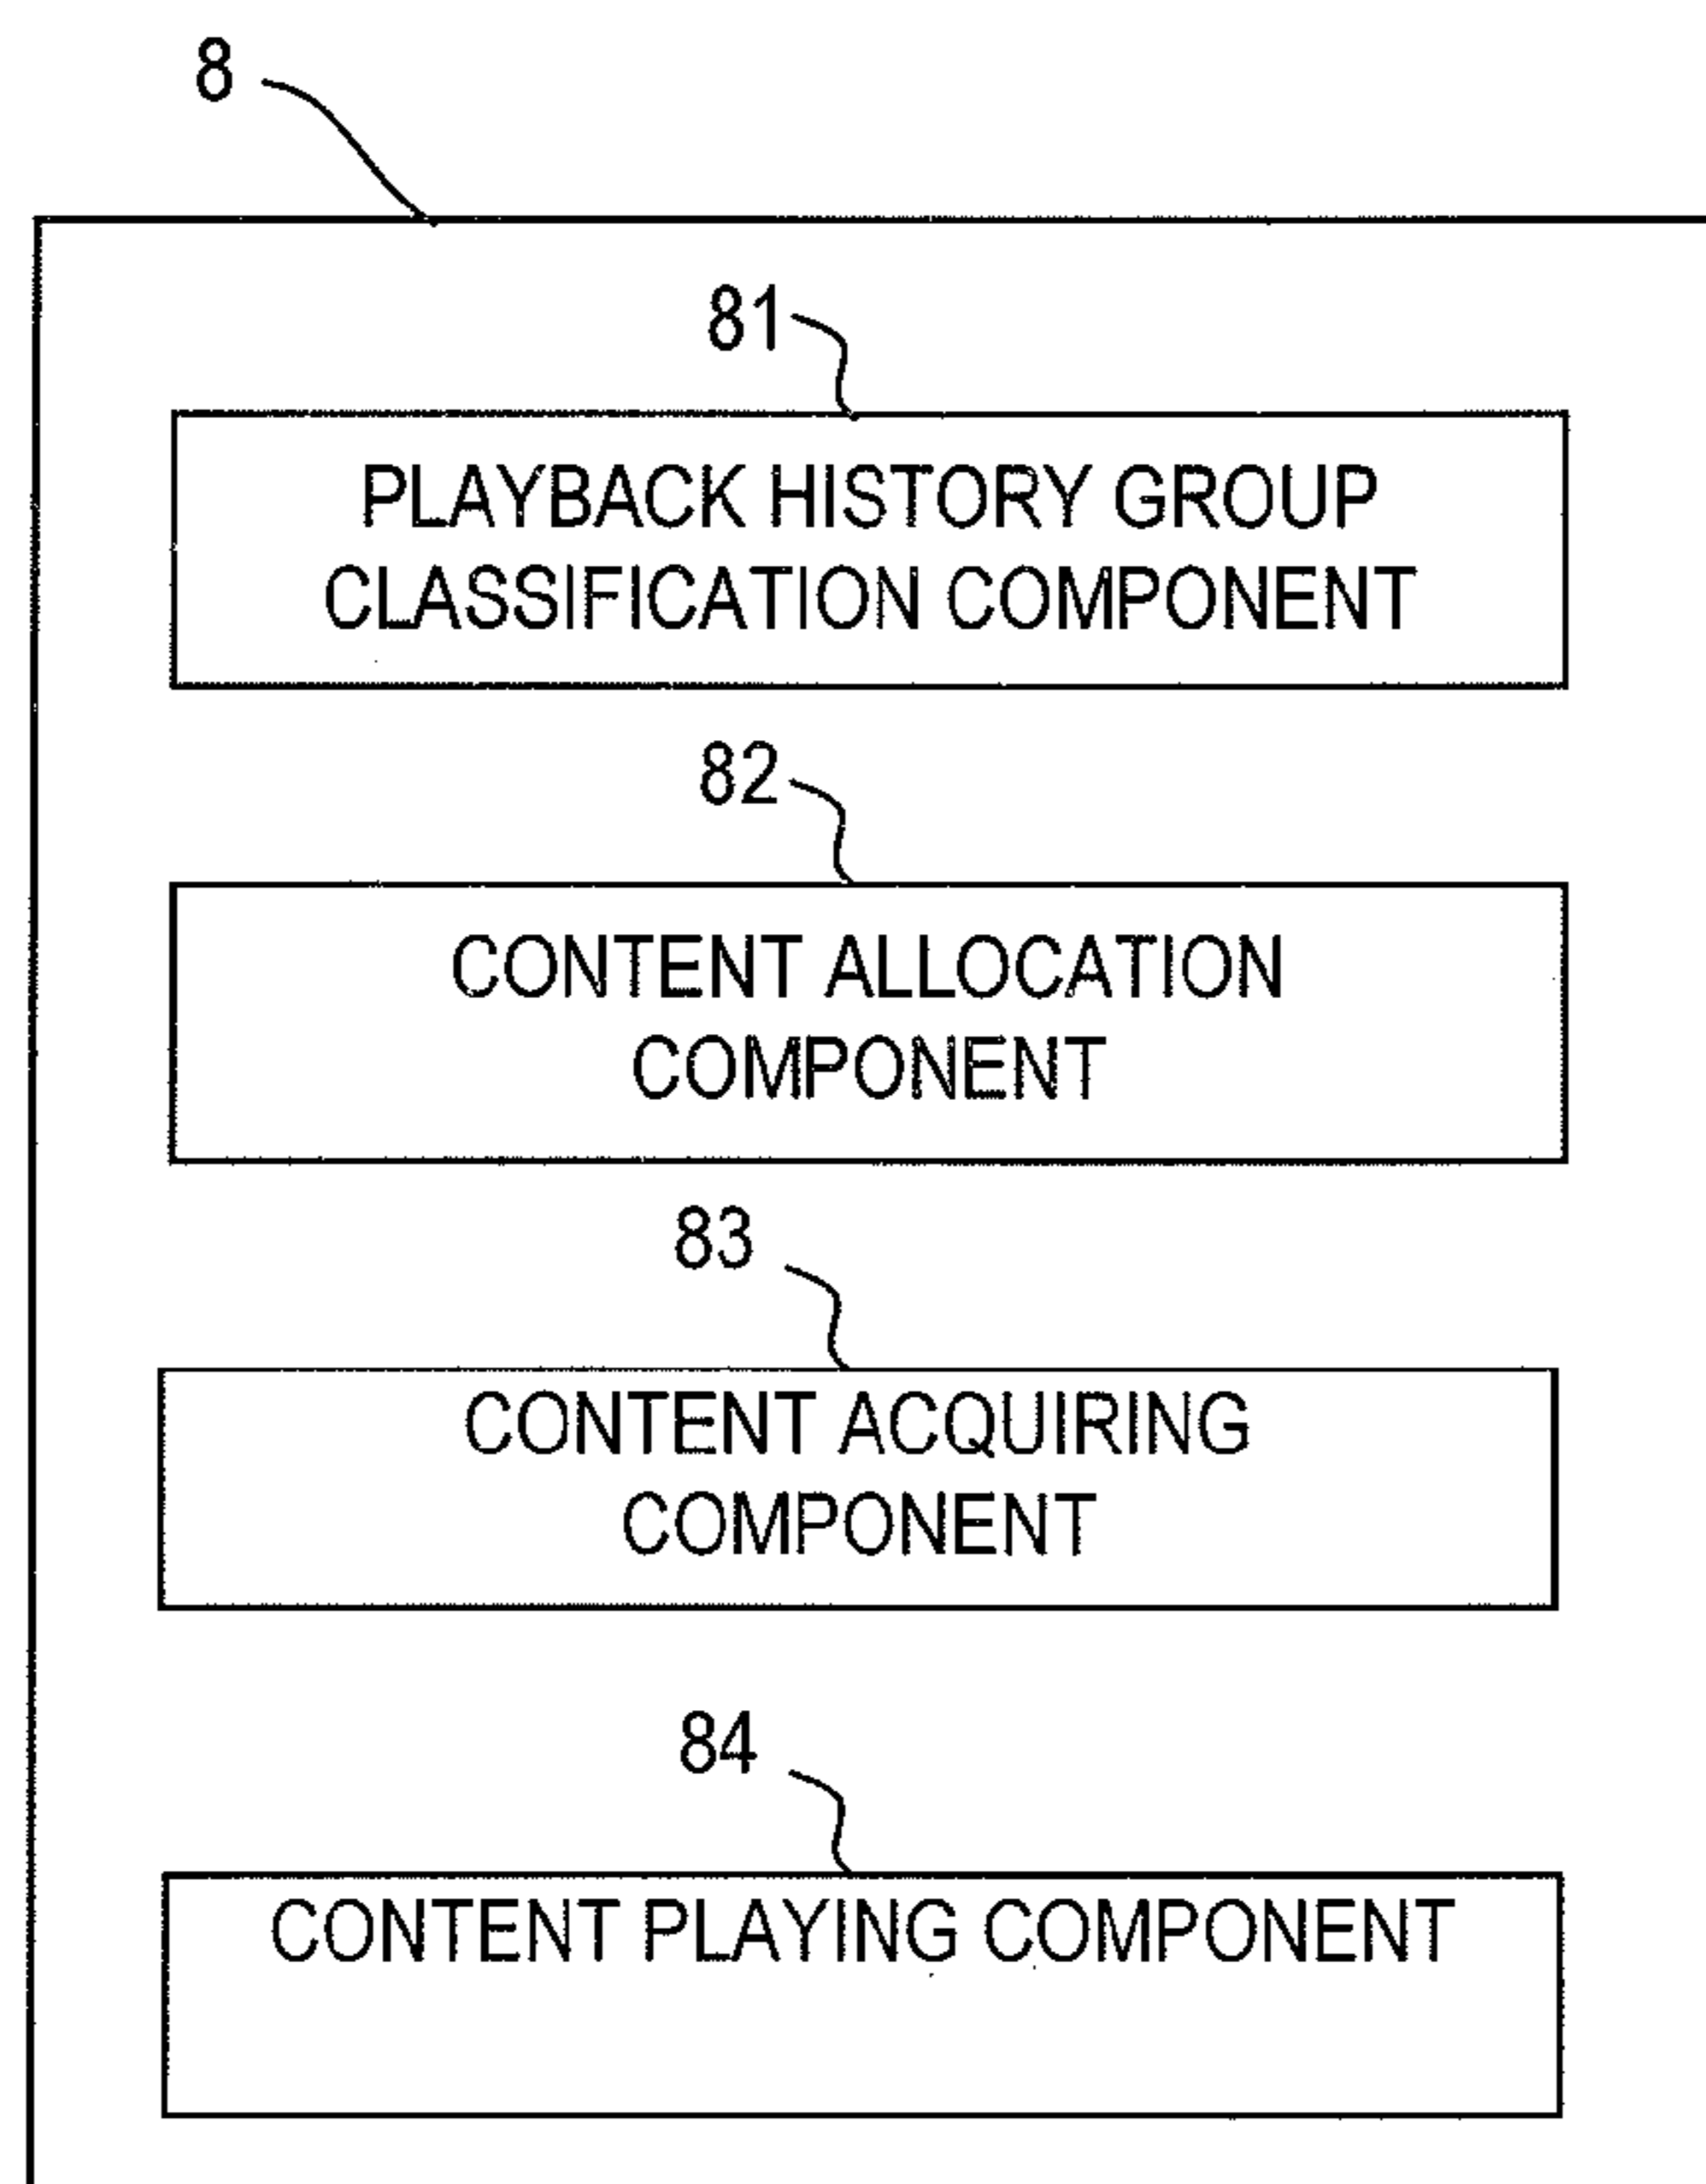 8
81
PLAYBACK HISTORY GROUP
CLASSIFICATION COMPONENT
82
CONTENT ALLOCATION
COMPONENT
83
CONTENT ACQUIRING
COMPONENT
84
CONTENT PLAYING COMPONENT